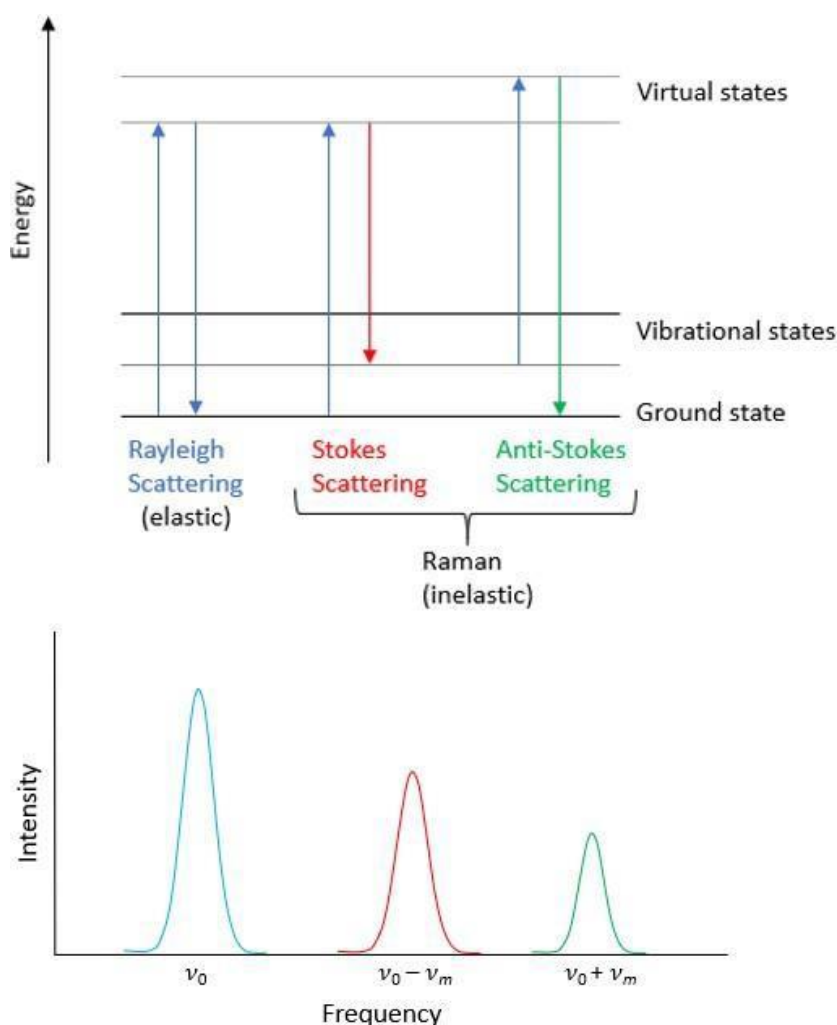 Energy
Virtual states
Vibrational states
Ground state
Rayleigh
Scattering
(elastic)
Stokes
Scattering
Anti-Stokes
Scattering
Raman
(inelastic)
Intensity
ν₀
ν₀ − νₘ
ν₀ + νₘ
Frequency